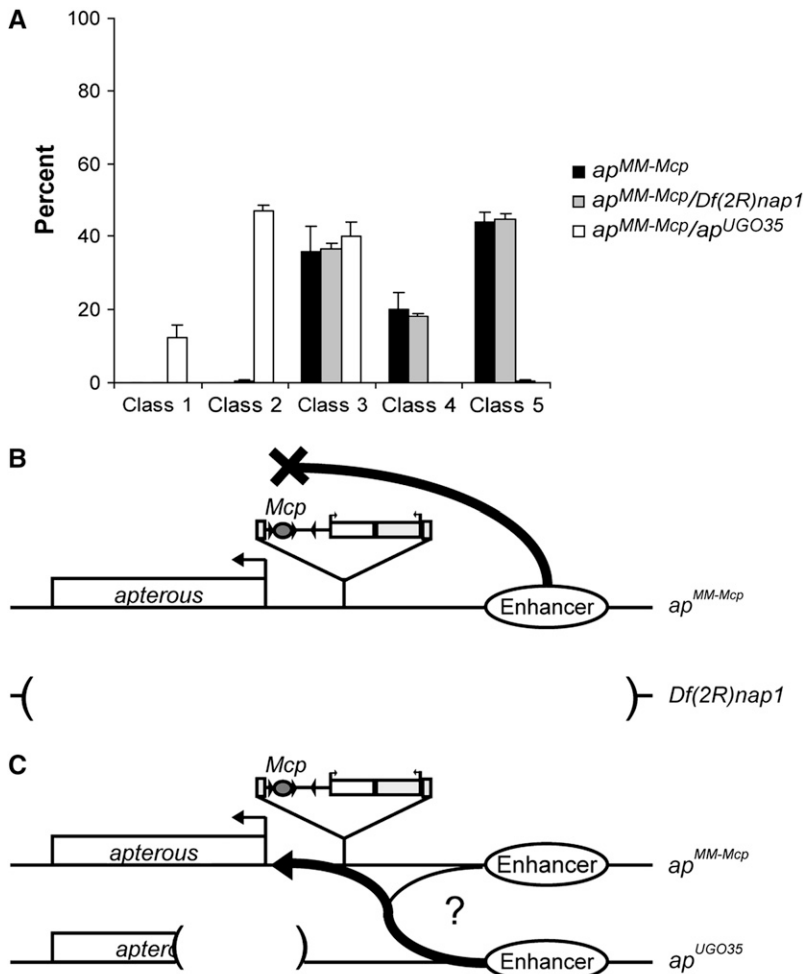 A
100
80
60
40
20
0
Percent
Class 1 Class 2 Class 3 Class 4 Class 5
ap^MM-Mcp
ap^MM-Mcp/Df(2R)nap1
ap^MM-Mcp/ap^UGO35
B
Mcp
apterous
Enhancer
ap^MM-Mcp
( ) Df(2R)nap1
C
Mcp
apterous
Enhancer
ap^MM-Mcp
?
aptero ( )
Enhancer
ap^UGO35